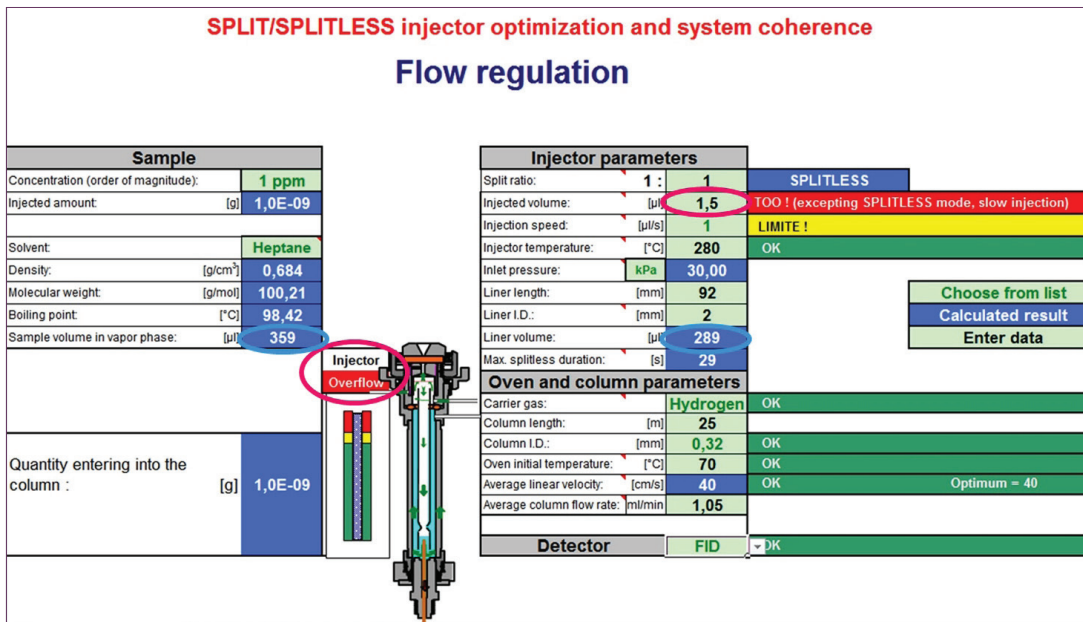 SPLIT/SPLITLESS injector optimization and system coherence
Flow regulation
Sample
Concentration (order of magnitude): 1 ppm
Injected amount: [g] 1,0E-09
Solvent: Heptane
Density: [g/cm³] 0,684
Molecular weight: [g/mol] 100,21
Boiling point: [°C] 98,42
Sample volume in vapor phase: [µl] 359
Injector
Overflow
Quantity entering into the
column : [g] 1,0E-09
Injector parameters
Split ratio: 1 : 1 SPLITLESS
Injected volume: [µl] 1,5 TOO ! (excepting SPLITLESS mode, slow injection)
Injection speed: [µl/s] 1 LIMITE !
Injector temperature: [°C] 280 OK
Inlet pressure: kPa 30,00
Liner length: [mm] 92
Liner I.D.: [mm] 2
Liner volume: [µl] 289
Max. splitless duration: [s] 29
Choose from list
Calculated result
Enter data
Oven and column parameters
Carrier gas: Hydrogen OK
Column length: [m] 25
Column I.D.: [mm] 0,32 OK
Oven initial temperature: [°C] 70 OK
Average linear velocity: [cm/s] 40 OK Optimum = 40
Average column flow rate: ml/min 1,05
Detector FID OK